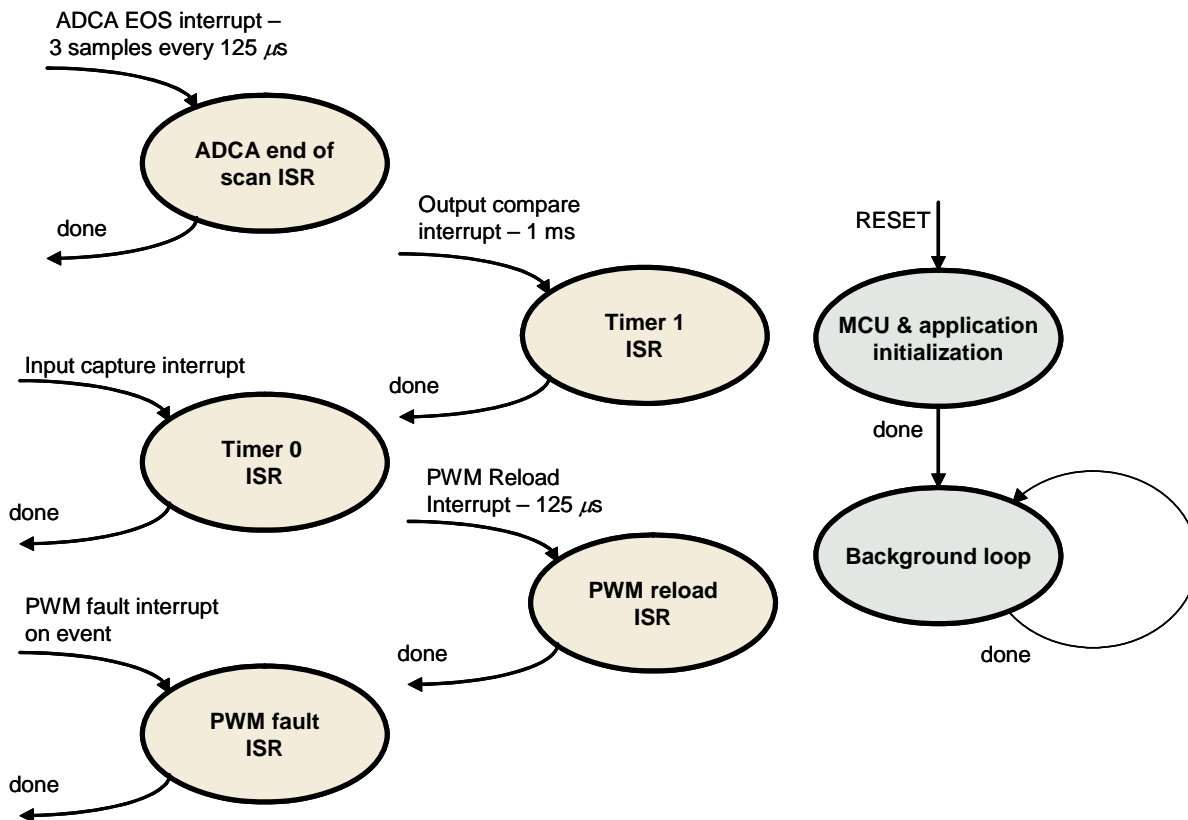 ADCA EOS interrupt –
3 samples every 125 μs
ADCA end of
scan ISR
done
Output compare
interrupt – 1 ms
Timer 1
ISR
done
Input capture interrupt
Timer 0
ISR
done
PWM Reload
Interrupt – 125 μs
PWM reload
ISR
done
PWM fault interrupt
on event
PWM fault
ISR
done
RESET
MCU & application
initialization
done
Background loop
done